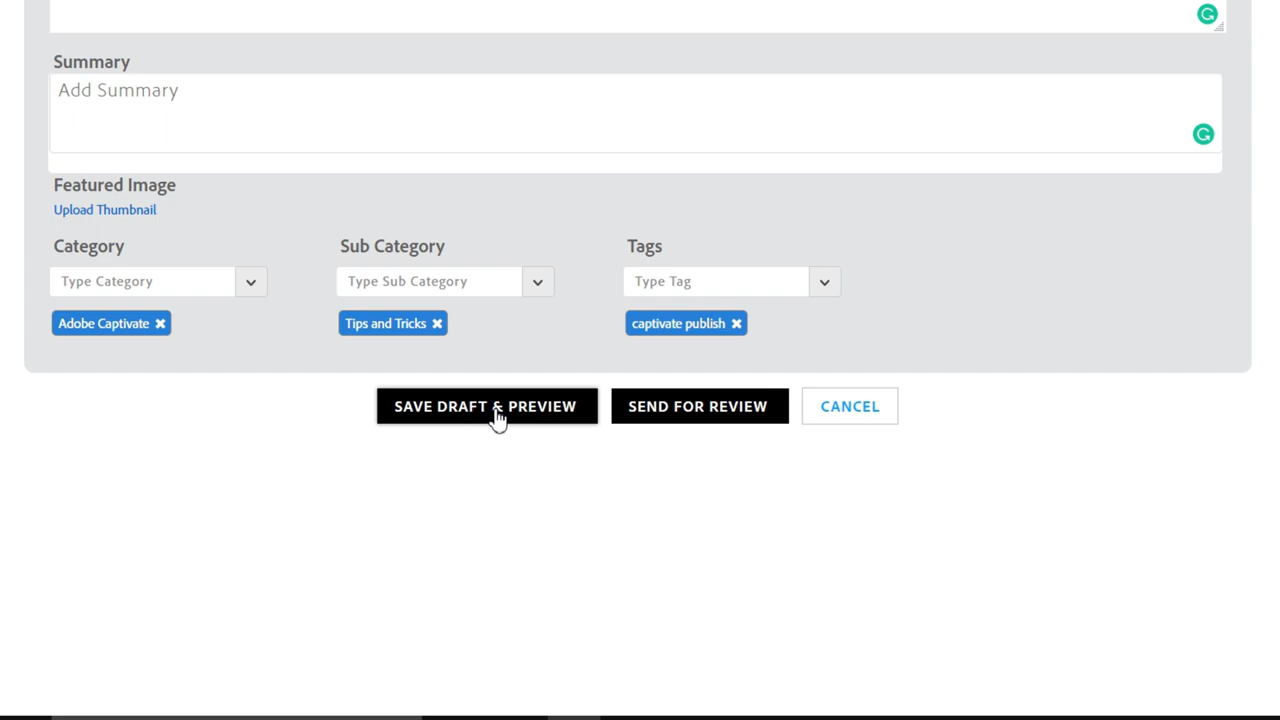 Summary
Add Summary
Featured Image
Upload Thumbnail
Category Sub Category Tags
Type Category Type Sub Category Type Tag
Adobe Captivate Tips and Tricks captivate publish
SAVE DRAFT & PREVIEW SEND FOR REVIEW CANCEL